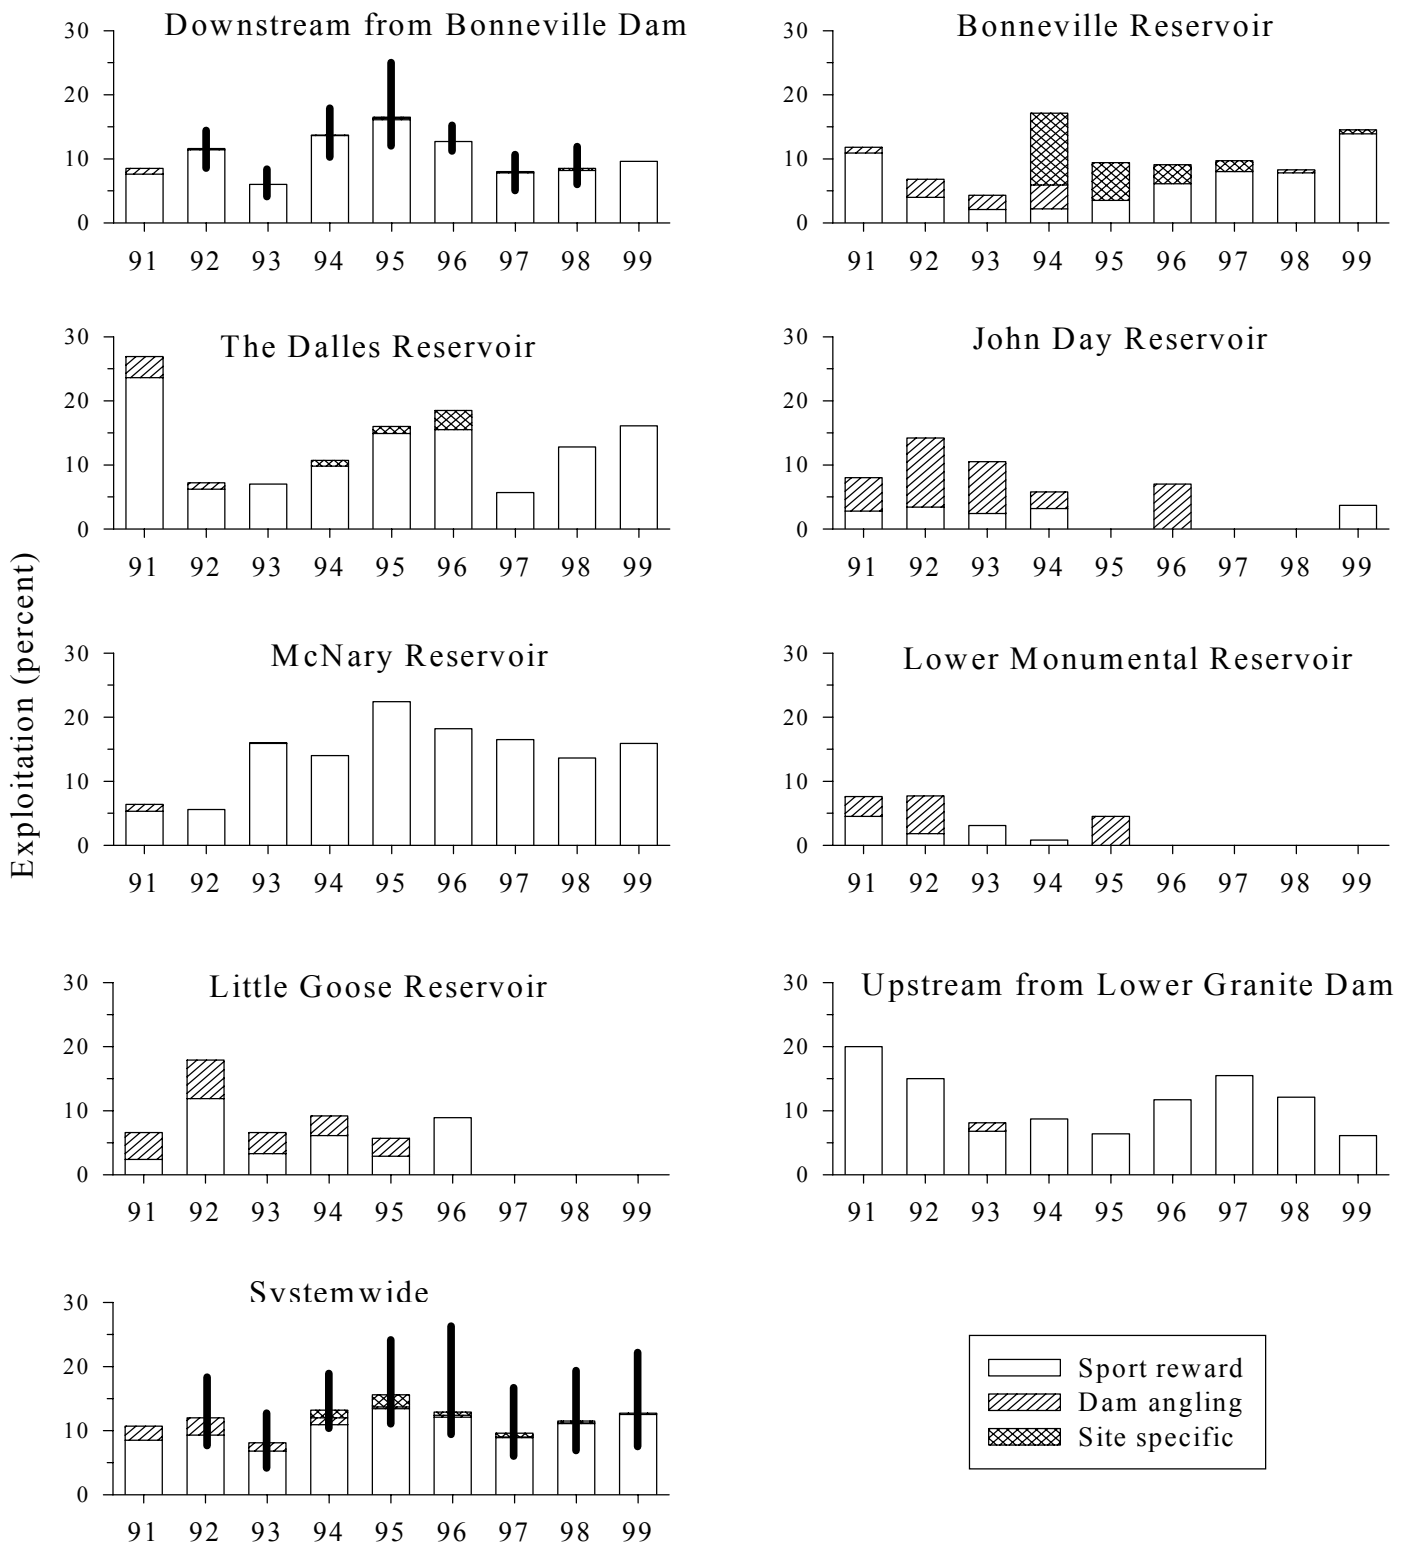 Downstream from Bonneville Dam
30
20
10
0
91 92 93 94 95 96 97 98 99
Bonneville Reservoir
30
20
10
0
91 92 93 94 95 96 97 98 99
The Dalles Reservoir
30
20
10
0
91 92 93 94 95 96 97 98 99
John Day Reservoir
30
20
10
0
91 92 93 94 95 96 97 98 99
Exploitation (percent)
McNary Reservoir
30
20
10
0
91 92 93 94 95 96 97 98 99
Lower Monumental Reservoir
30
20
10
0
91 92 93 94 95 96 97 98 99
Little Goose Reservoir
30
20
10
0
91 92 93 94 95 96 97 98 99
Upstream from Lower Granite Dam
30
20
10
0
91 92 93 94 95 96 97 98 99
Systemwide
30
20
10
0
91 92 93 94 95 96 97 98 99
Sport reward
Dam angling
Site specific